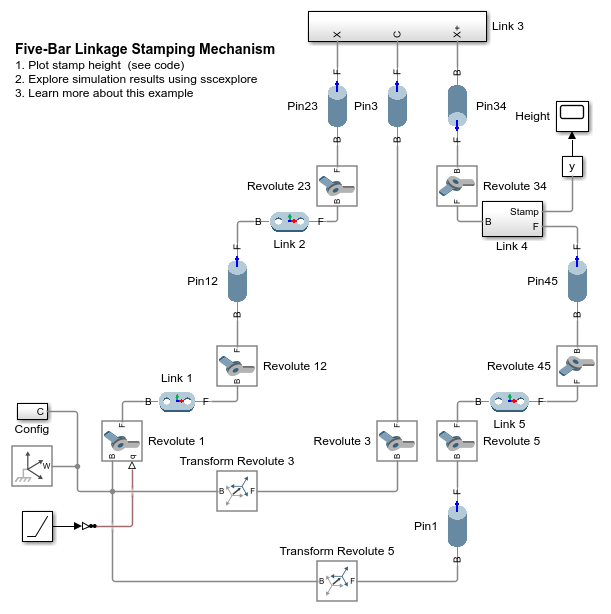 Five-Bar Linkage Stamping Mechanism
1. Plot stamp height (see code)
2. Explore simulation results using sscexplore
3. Learn more about this example
X
C
X+
Link 3
F
F
B
Pin23
Pin3
Pin34
Height
B
B
F
y
F
B
Revolute 23
Revolute 34
B
F
Stamp
B
F
B
F
Link 2
Link 4
F
F
Pin12
Pin45
B
B
F
B
Revolute 12
Revolute 45
B
F
Link 1
B
F
B
F
Link 5
C
Config
F
F
F
Revolute 1
Revolute 3
Revolute 5
B
q
B
B
W
Transform Revolute 3
B
F
F
Pin1
B
Transform Revolute 5
B
F